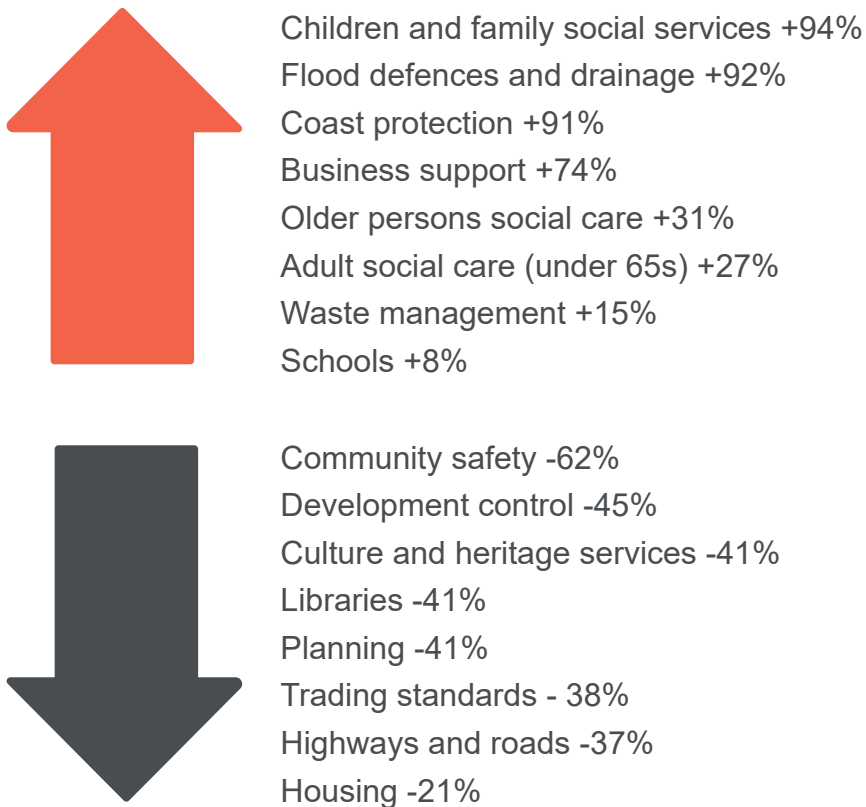 Children and family social services +94%
Flood defences and drainage +92%
Coast protection +91%
Business support +74%
Older persons social care +31%
Adult social care (under 65s) +27%
Waste management +15%
Schools +8%
Community safety -62%
Development control -45%
Culture and heritage services -41%
Libraries -41%
Planning -41%
Trading standards - 38%
Highways and roads -37%
Housing -21%